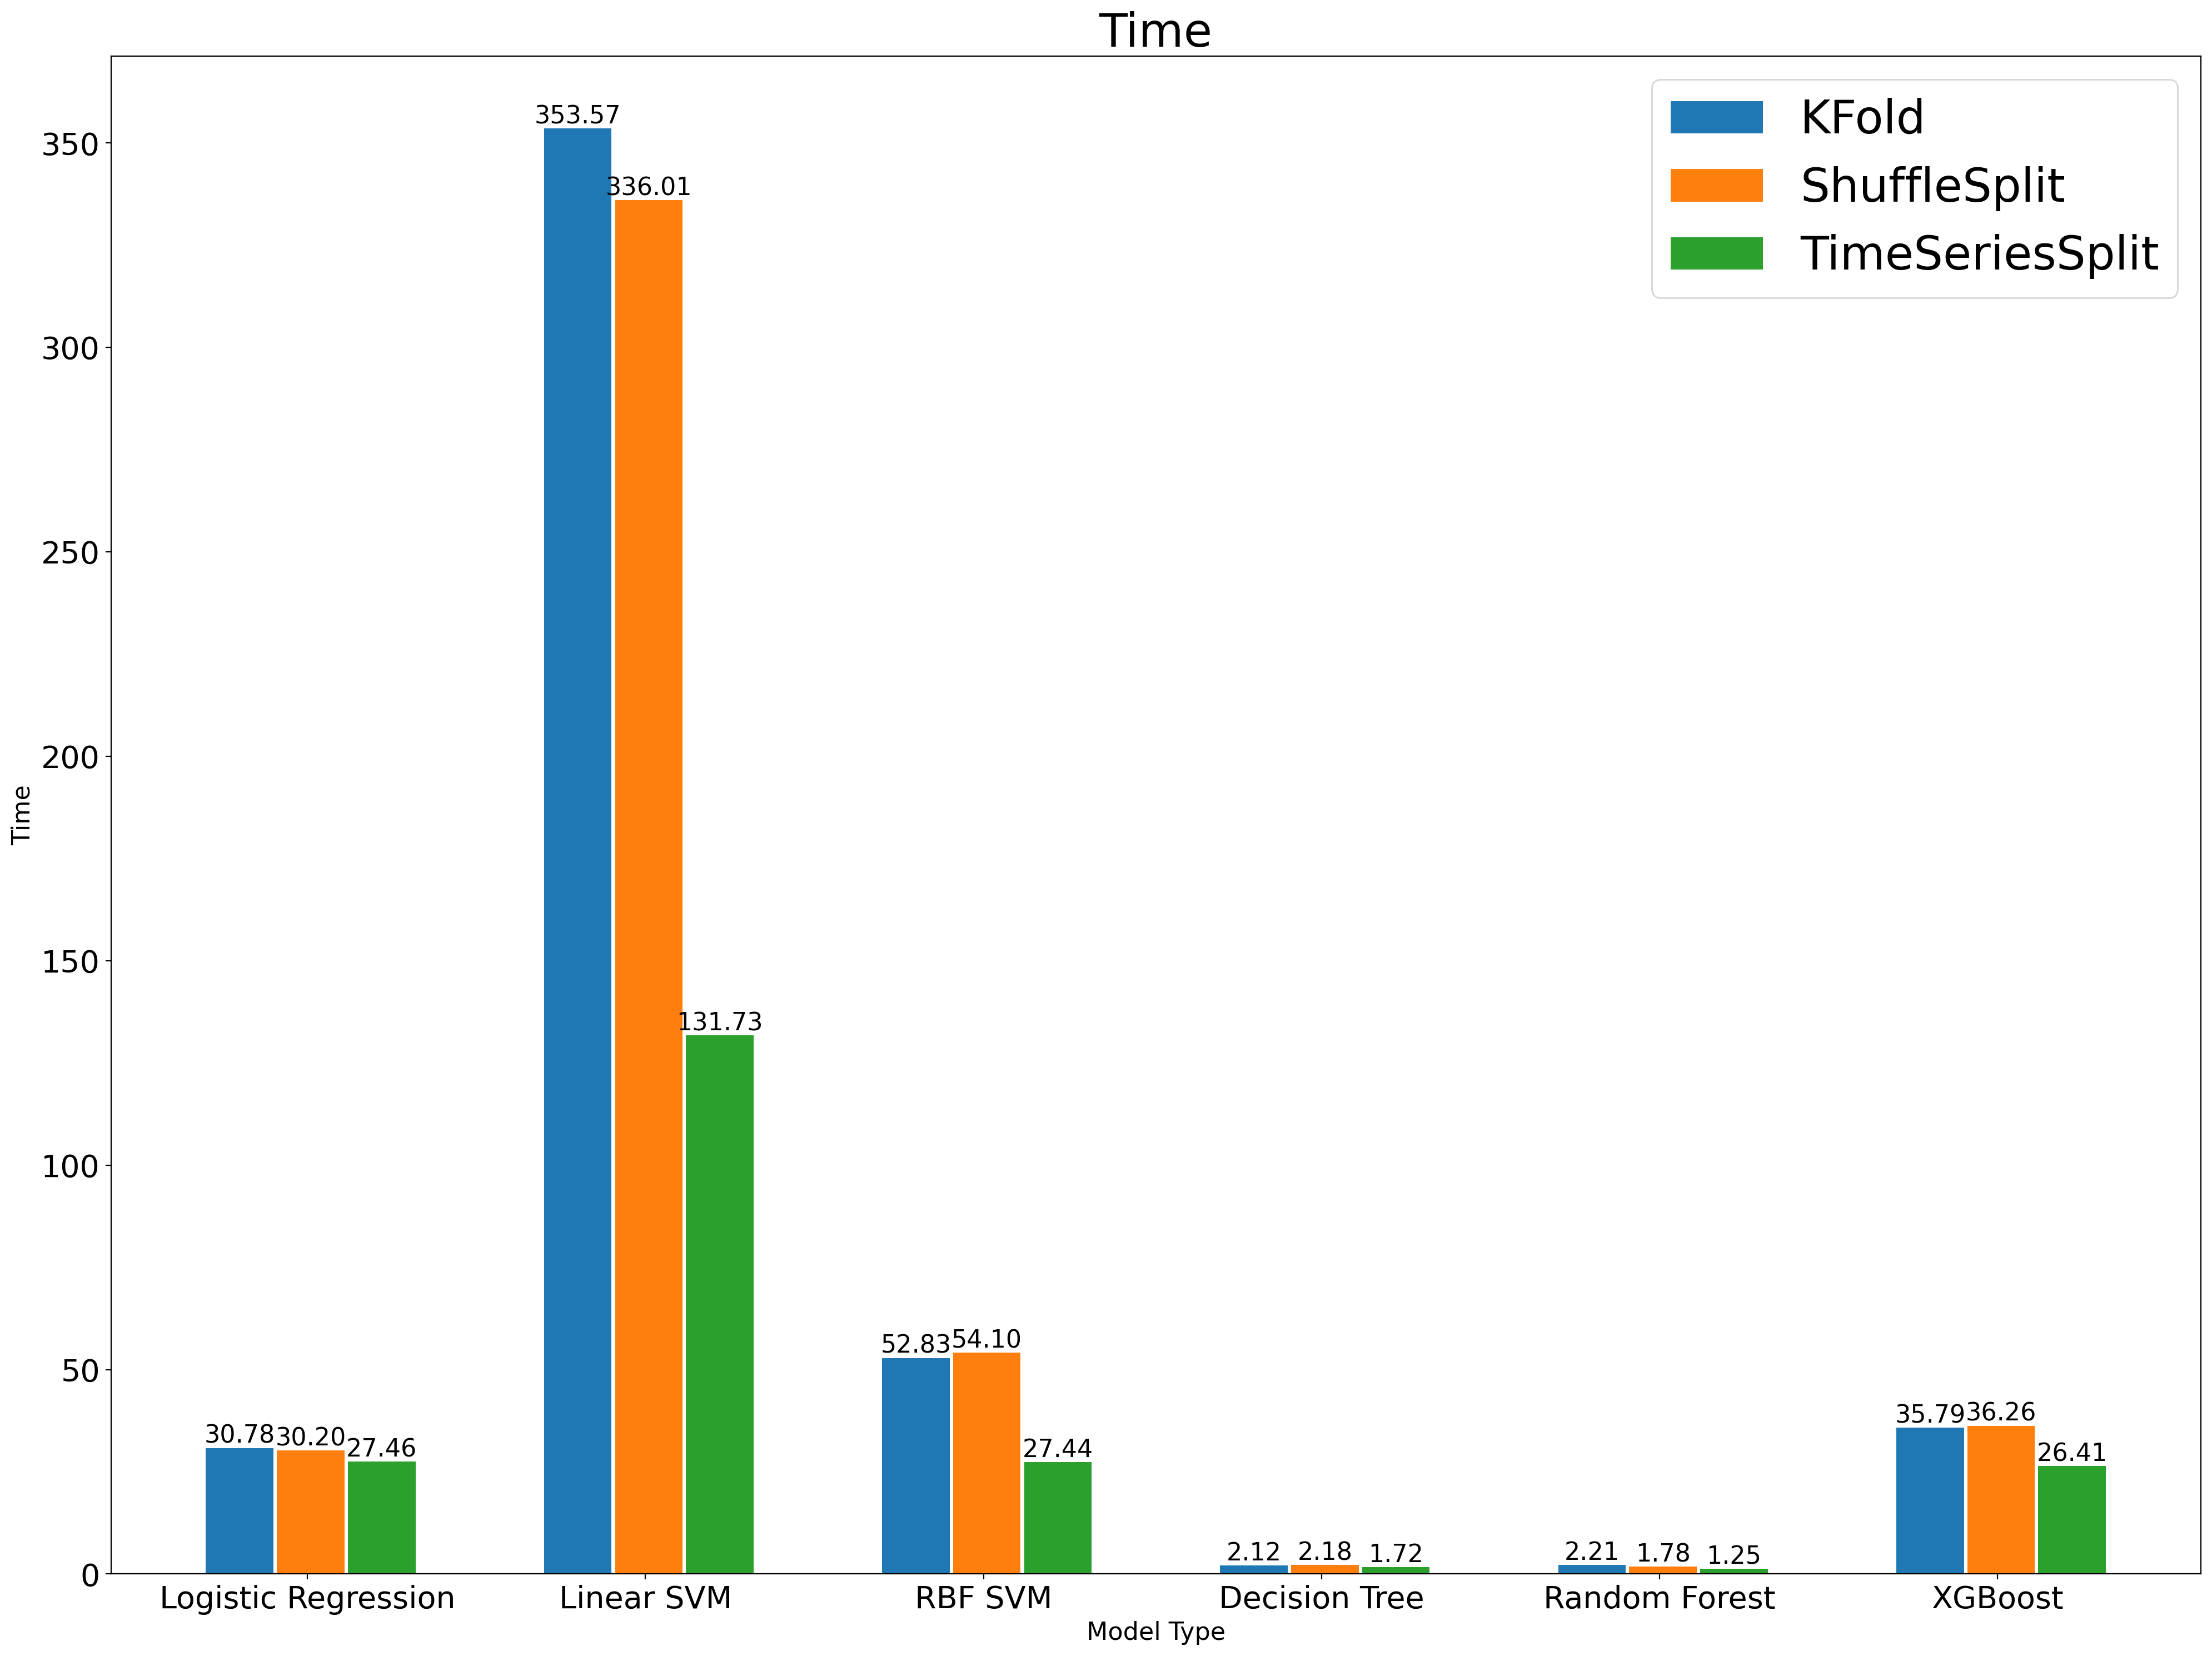 Time
KFold
ShuffleSplit
TimeSeriesSplit
350
300
250
200
150
100
50
0
Time
30.78 30.20 27.46
353.57 336.01 131.73
52.83 54.10 27.44
2.12 2.18 1.72
2.21 1.78 1.25
35.79 36.26 26.41
Logistic Regression Linear SVM RBF SVM Decision Tree Random Forest XGBoost
Model Type